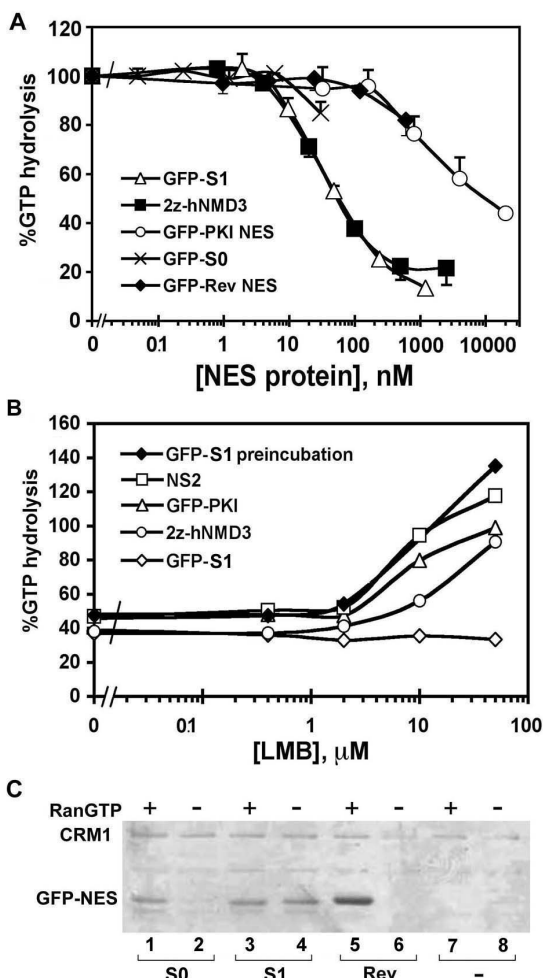 A
120
100
80
60
40
20
0
%GTP hydrolysis
GFP-S1
2z-hNMD3
GFP-PKI NES
GFP-S0
GFP-Rev NES
0 0.1 1 10 100 1000 10000
[NES protein], nM
B
160
140
120
100
80
60
40
20
0
%GTP hydrolysis
GFP-S1 preincubation
NS2
GFP-PKI
2z-hNMD3
GFP-S1
0 0.1 1 10 100
[LMB], μM
C
RanGTP + - + - + - + -
CRM1
GFP-NES
1 2 3 4 5 6 7 8
S0 S1 Rev -